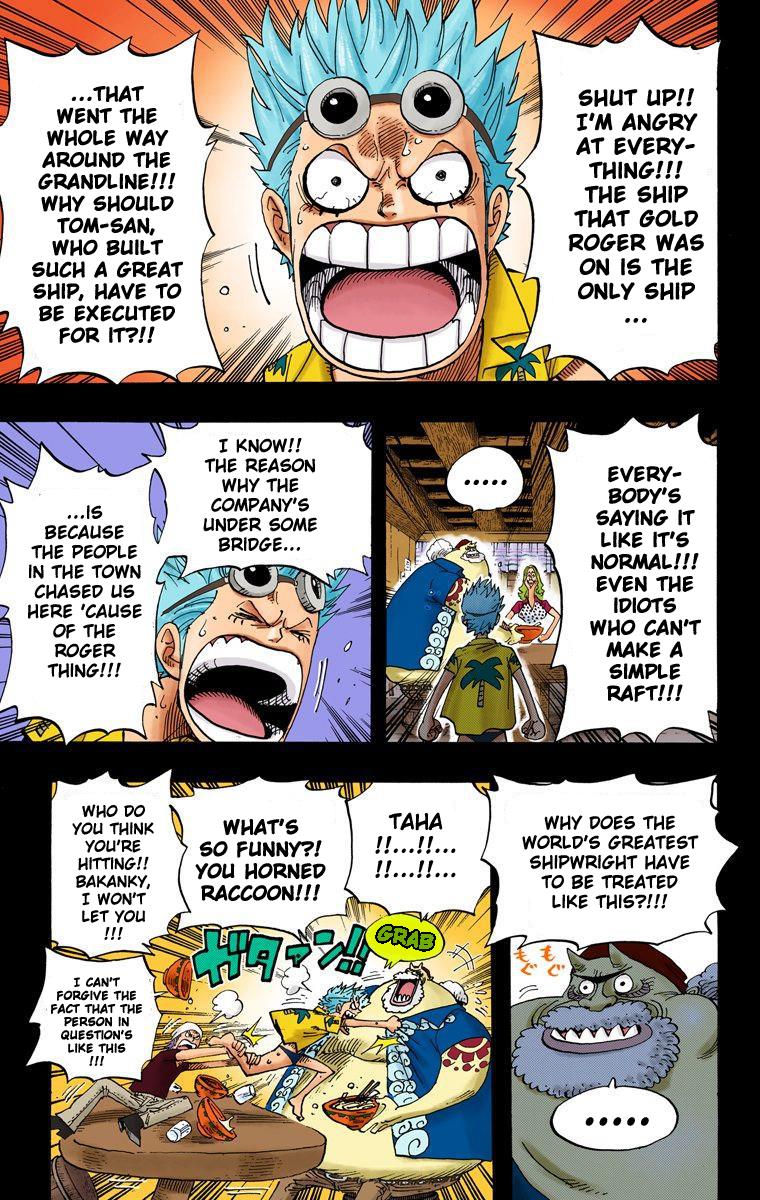 SHUT UP!!
I'M ANGRY
AT EVERY-
THING!!!
THE SHIP
THAT GOLD
ROGER WAS
ON IS THE
ONLY SHIP
...
...THAT
WENT THE
WHOLE WAY
AROUND THE
GRANDLINE!!!
WHY SHOULD
TOM-SAN,
WHO BUILT
SUCH A GREAT
SHIP, HAVE TO
BE EXECUTED
FOR IT?!!
EVERY-
BODY'S
SAYING IT
LIKE IT'S
NORMAL!!!
EVEN THE
IDIOTS
WHO CAN'T
MAKE A
SIMPLE
RAFT!!!
.....
I KNOW!!
THE REASON
WHY THE
COMPANY'S
UNDER SOME
BRIDGE...
...IS
BECAUSE
THE PEOPLE
IN THE TOWN
CHASED US
HERE 'CAUSE
OF THE
ROGER
THING!!!
WHY DOES THE
WORLD'S GREATEST
SHIPWRIGHT HAVE
TO BE TREATED
LIKE THIS?!!!
もぐ
もぐ
.....
TAHA
!!...!!...
!!...!!...
WHAT'S
SO FUNNY?!
YOU HORNED
RACCOON!!!
GRAB
ガタァン!!
WHO DO
YOU THINK
YOU'RE
HITTING!!
BAKANKY,
I WON'T
LET YOU
!!!
I CAN'T
FORGIVE THE
FACT THAT THE
PERSON IN
QUESTION'S
LIKE THIS
!!!